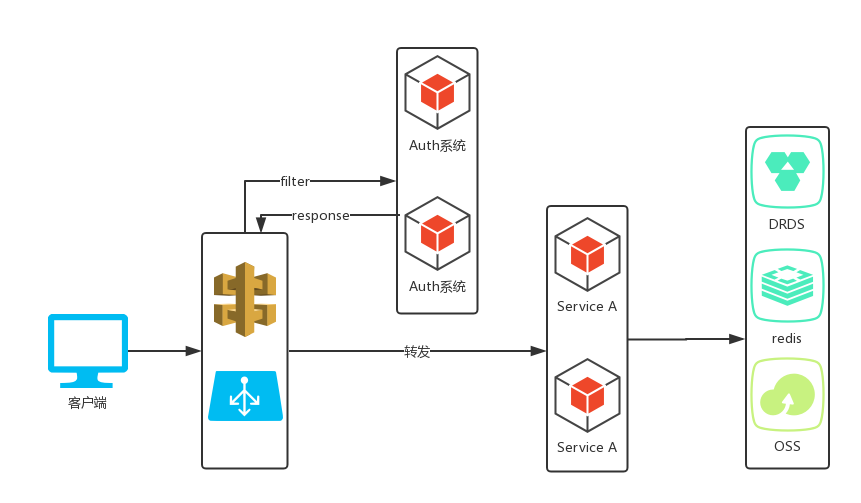 Auth系统
filter
response
Auth系统
客户端
转发
Service A
Service A
DRDS
redis
OSS